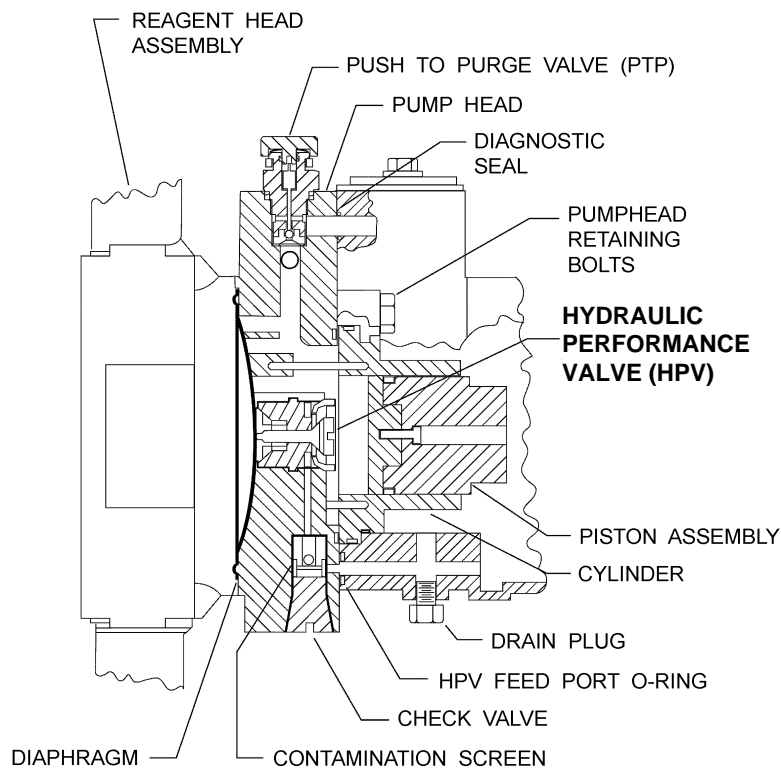 REAGENT HEAD
ASSEMBLY
PUSH TO PURGE VALVE (PTP)
PUMP HEAD
DIAGNOSTIC
SEAL
PUMPHEAD
RETAINING
BOLTS
HYDRAULIC
PERFORMANCE
VALVE (HPV)
PISTON ASSEMBLY
CYLINDER
DRAIN PLUG
HPV FEED PORT O-RING
CHECK VALVE
DIAPHRAGM
CONTAMINATION SCREEN